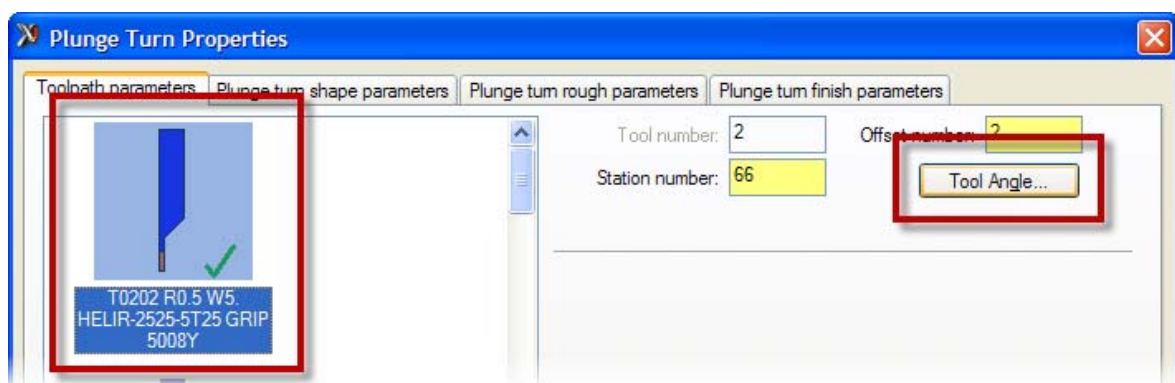 Plunge Turn Properties
Toolpath parameters Plunge turn shape parameters Plunge turn rough parameters Plunge turn finish parameters
Tool number: 2 Offset number: 2
Station number: 66
Tool Angle...
T0202 R0.5 W5.
HELIR-2525-5T25 GRIP
5008Y